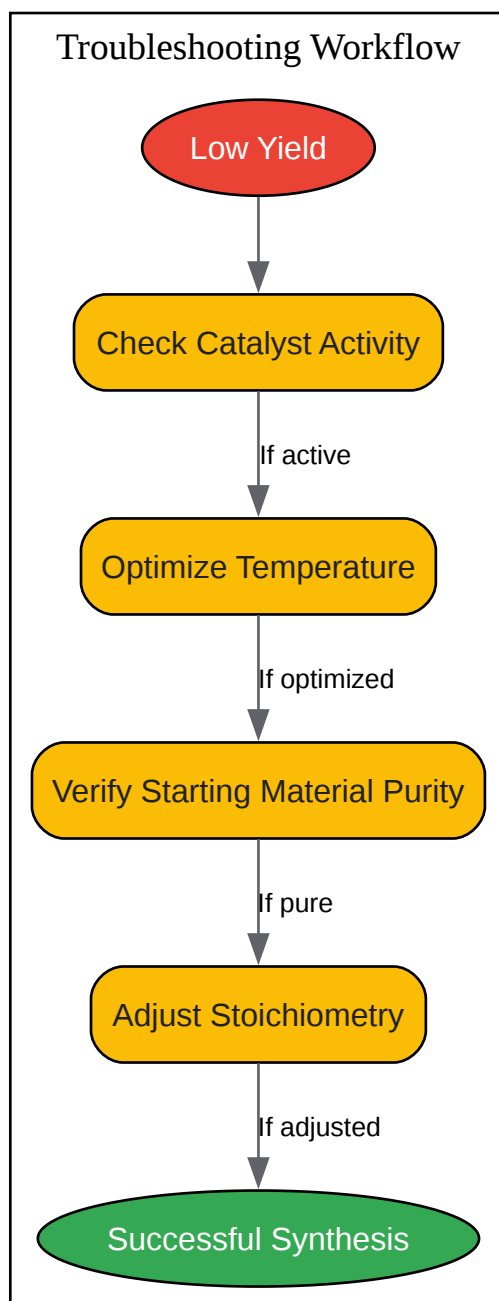 Troubleshooting Workflow
Low Yield
Check Catalyst Activity
If active
Optimize Temperature
If optimized
Verify Starting Material Purity
If pure
Adjust Stoichiometry
If adjusted
Successful Synthesis